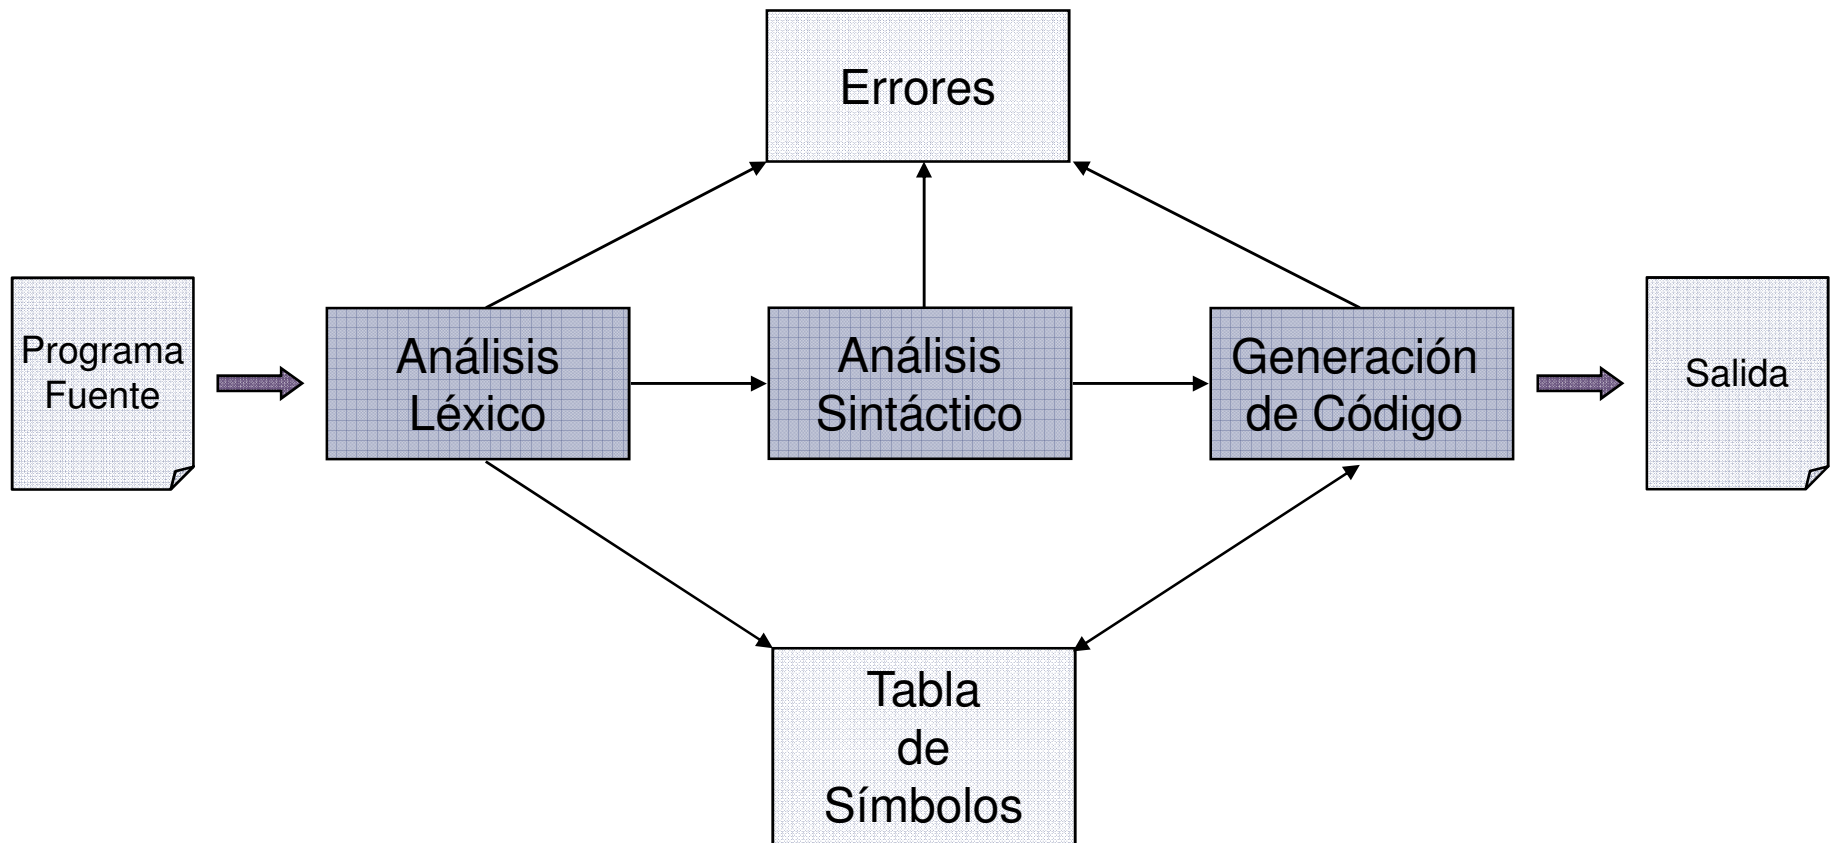 Errores
Programa
Fuente
Análisis
Léxico
Análisis
Sintáctico
Generación
de Código
Salida
Tabla
de
Símbolos